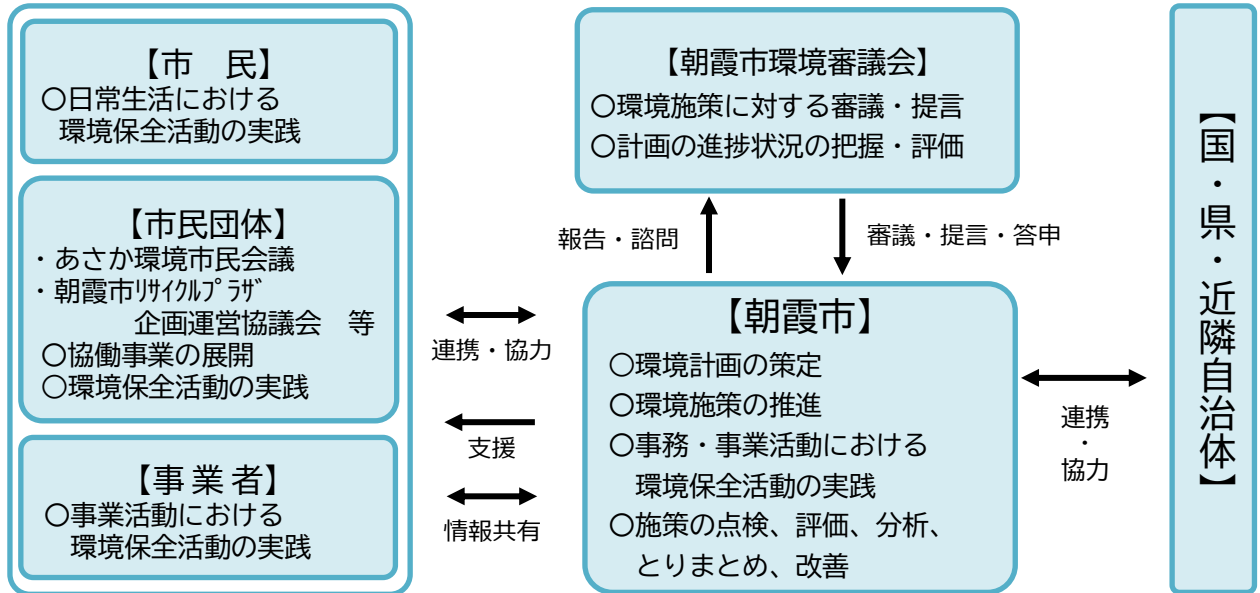 【市　民】
〇日常生活における
環境保全活動の実践
【市民団体】
・あさか環境市民会議
・朝霞市ﾘｻｲｸﾙﾌﾟﾗｻﾞ
企画運営協議会　等
〇協働事業の展開
〇環境保全活動の実践
【事 業 者】
〇事業活動における
環境保全活動の実践
連携・協力
支援
情報共有
【朝霞市環境審議会】
〇環境施策に対する審議・提言
〇計画の進捗状況の把握・評価
報告・諮問
審議・提言・答申
【朝霞市】
〇環境計画の策定
〇環境施策の推進
〇事務・事業活動における
環境保全活動の実践
〇施策の点検、評価、分析、
とりまとめ、改善
連携
・
協力
【国・県・近隣自治体】